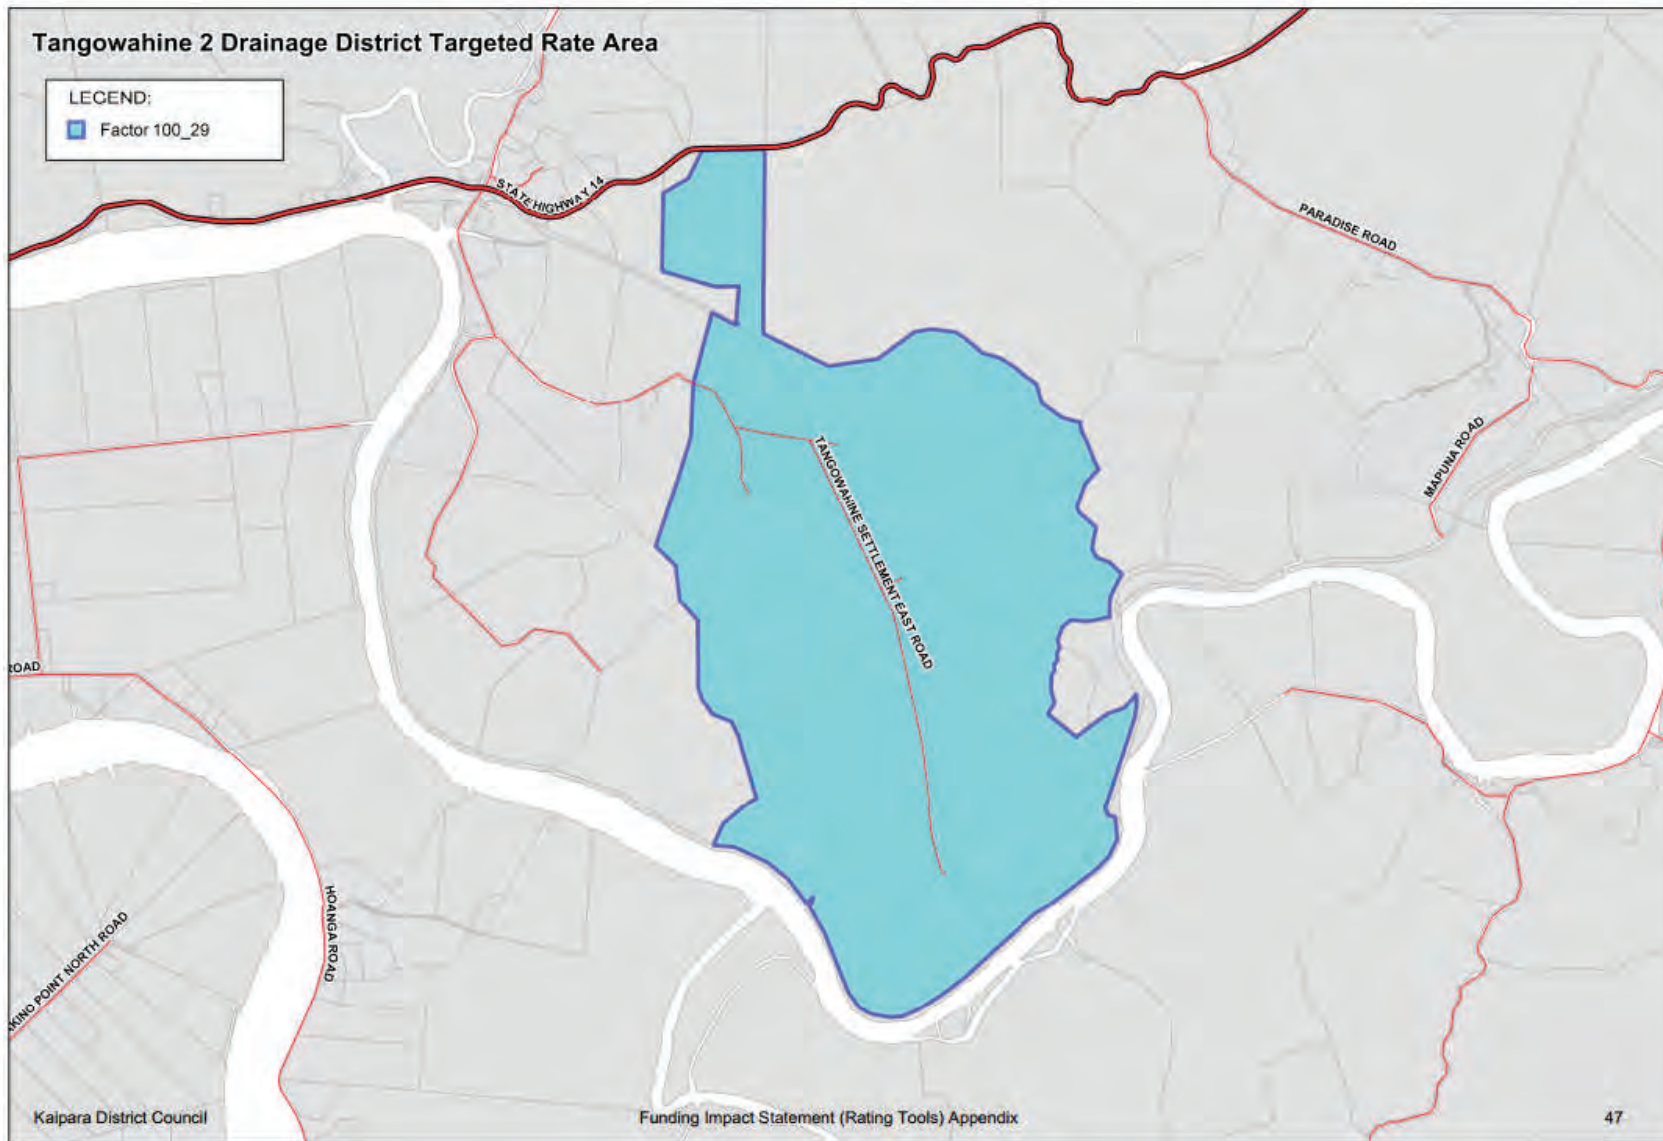 Tangowahine 2 Drainage District Targeted Rate Area
LEGEND:
Factor 100_29
STATE HIGHWAY 14
PARADISE ROAD
MAPUNA ROAD
TANGOWAHINE SETTLEMENT EAST ROAD
ROAD
HOANGA ROAD
POINT NORTH ROAD
Kaipara District Council
Funding Impact Statement (Rating Tools) Appendix
47